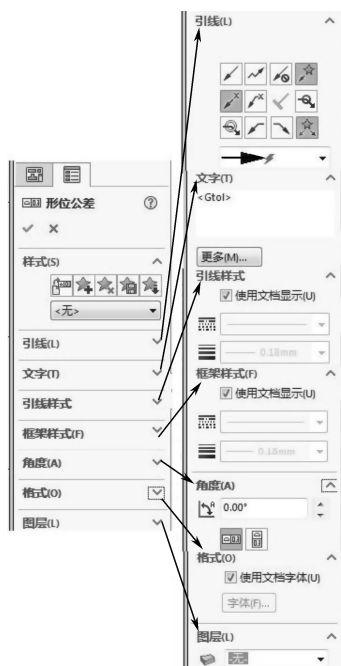 形位公差
样式(S)
<无>
引线(L)
文字(T)
引线样式
框架样式(F)
角度(A)
格式(O)
图层(L)
引线(L)
文字(T)
<Gtol>
更多(M)...
引线样式
使用文档显示(U)
0.18mm
框架样式(F)
使用文档显示(U)
0.18mm
角度(A)
0.00°
格式(O)
使用文档字体(U)
字体(F)...
图层(L)
无